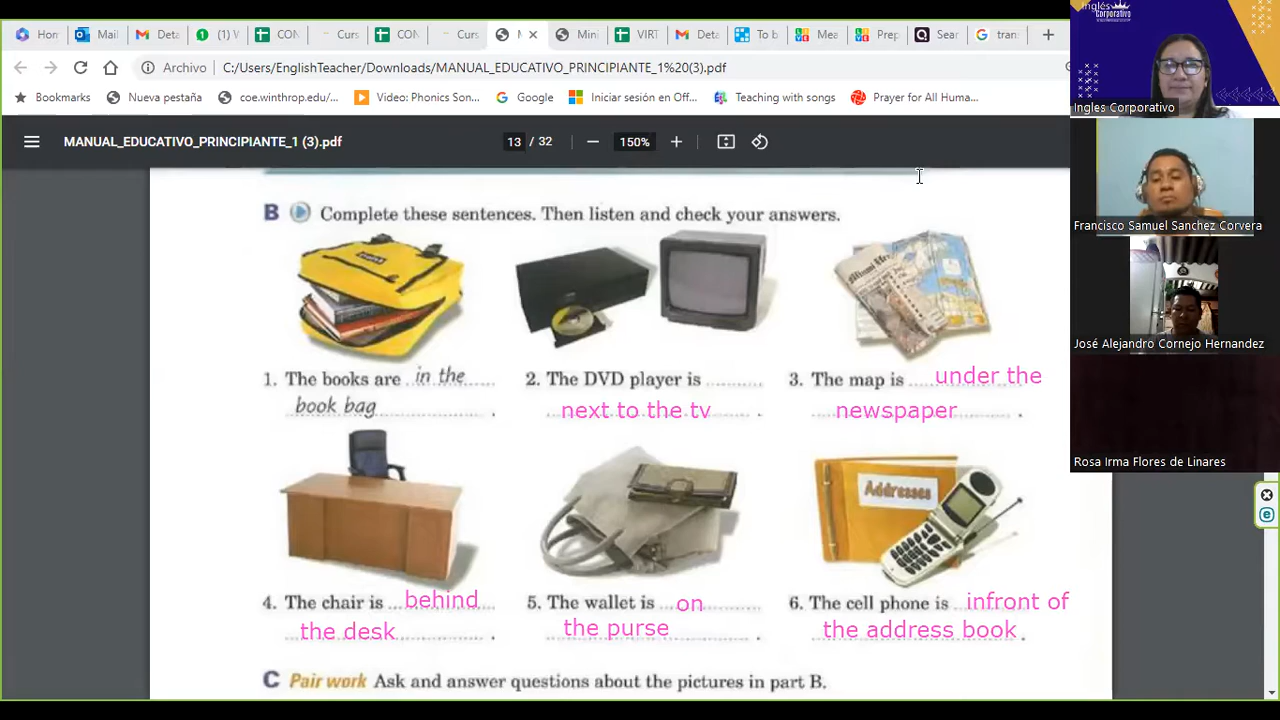 Hon
Mail
Deta
(1) V
CON
Curs
CON
Curs
M
Mini
VIRT
Deta
To b
Mea
Prep
Sear
tran
Archivo
C:/Users/EnglishTeacher/Downloads/MANUAL_EDUCATIVO_PRINCIPIANTE_1%20(3).pdf
Bookmarks
Nueva pestaña
coe.winthrop.edu/...
Video: Phonics Son...
Google
Iniciar sesión en Off...
Teaching with songs
Prayer for All Huma...
MANUAL_EDUCATIVO_PRINCIPIANTE_1 (3).pdf
13 / 32
150%
Inglés
Corporativo
Ingles Corporativo
Francisco Samuel Sanchez Corvera
José Alejandro Cornejo Hernandez
Rosa Irma Flores de Linares
B Complete these sentences. Then listen and check your answers.
1. The books are in the
book bag.
2. The DVD player is
next to the tv.
3. The map is under the
newspaper.
Addresses
4. The chair is behind
the desk.
5. The wallet is on
the purse.
6. The cell phone is infront of
the address book.
C Pair work Ask and answer questions about the pictures in part B.